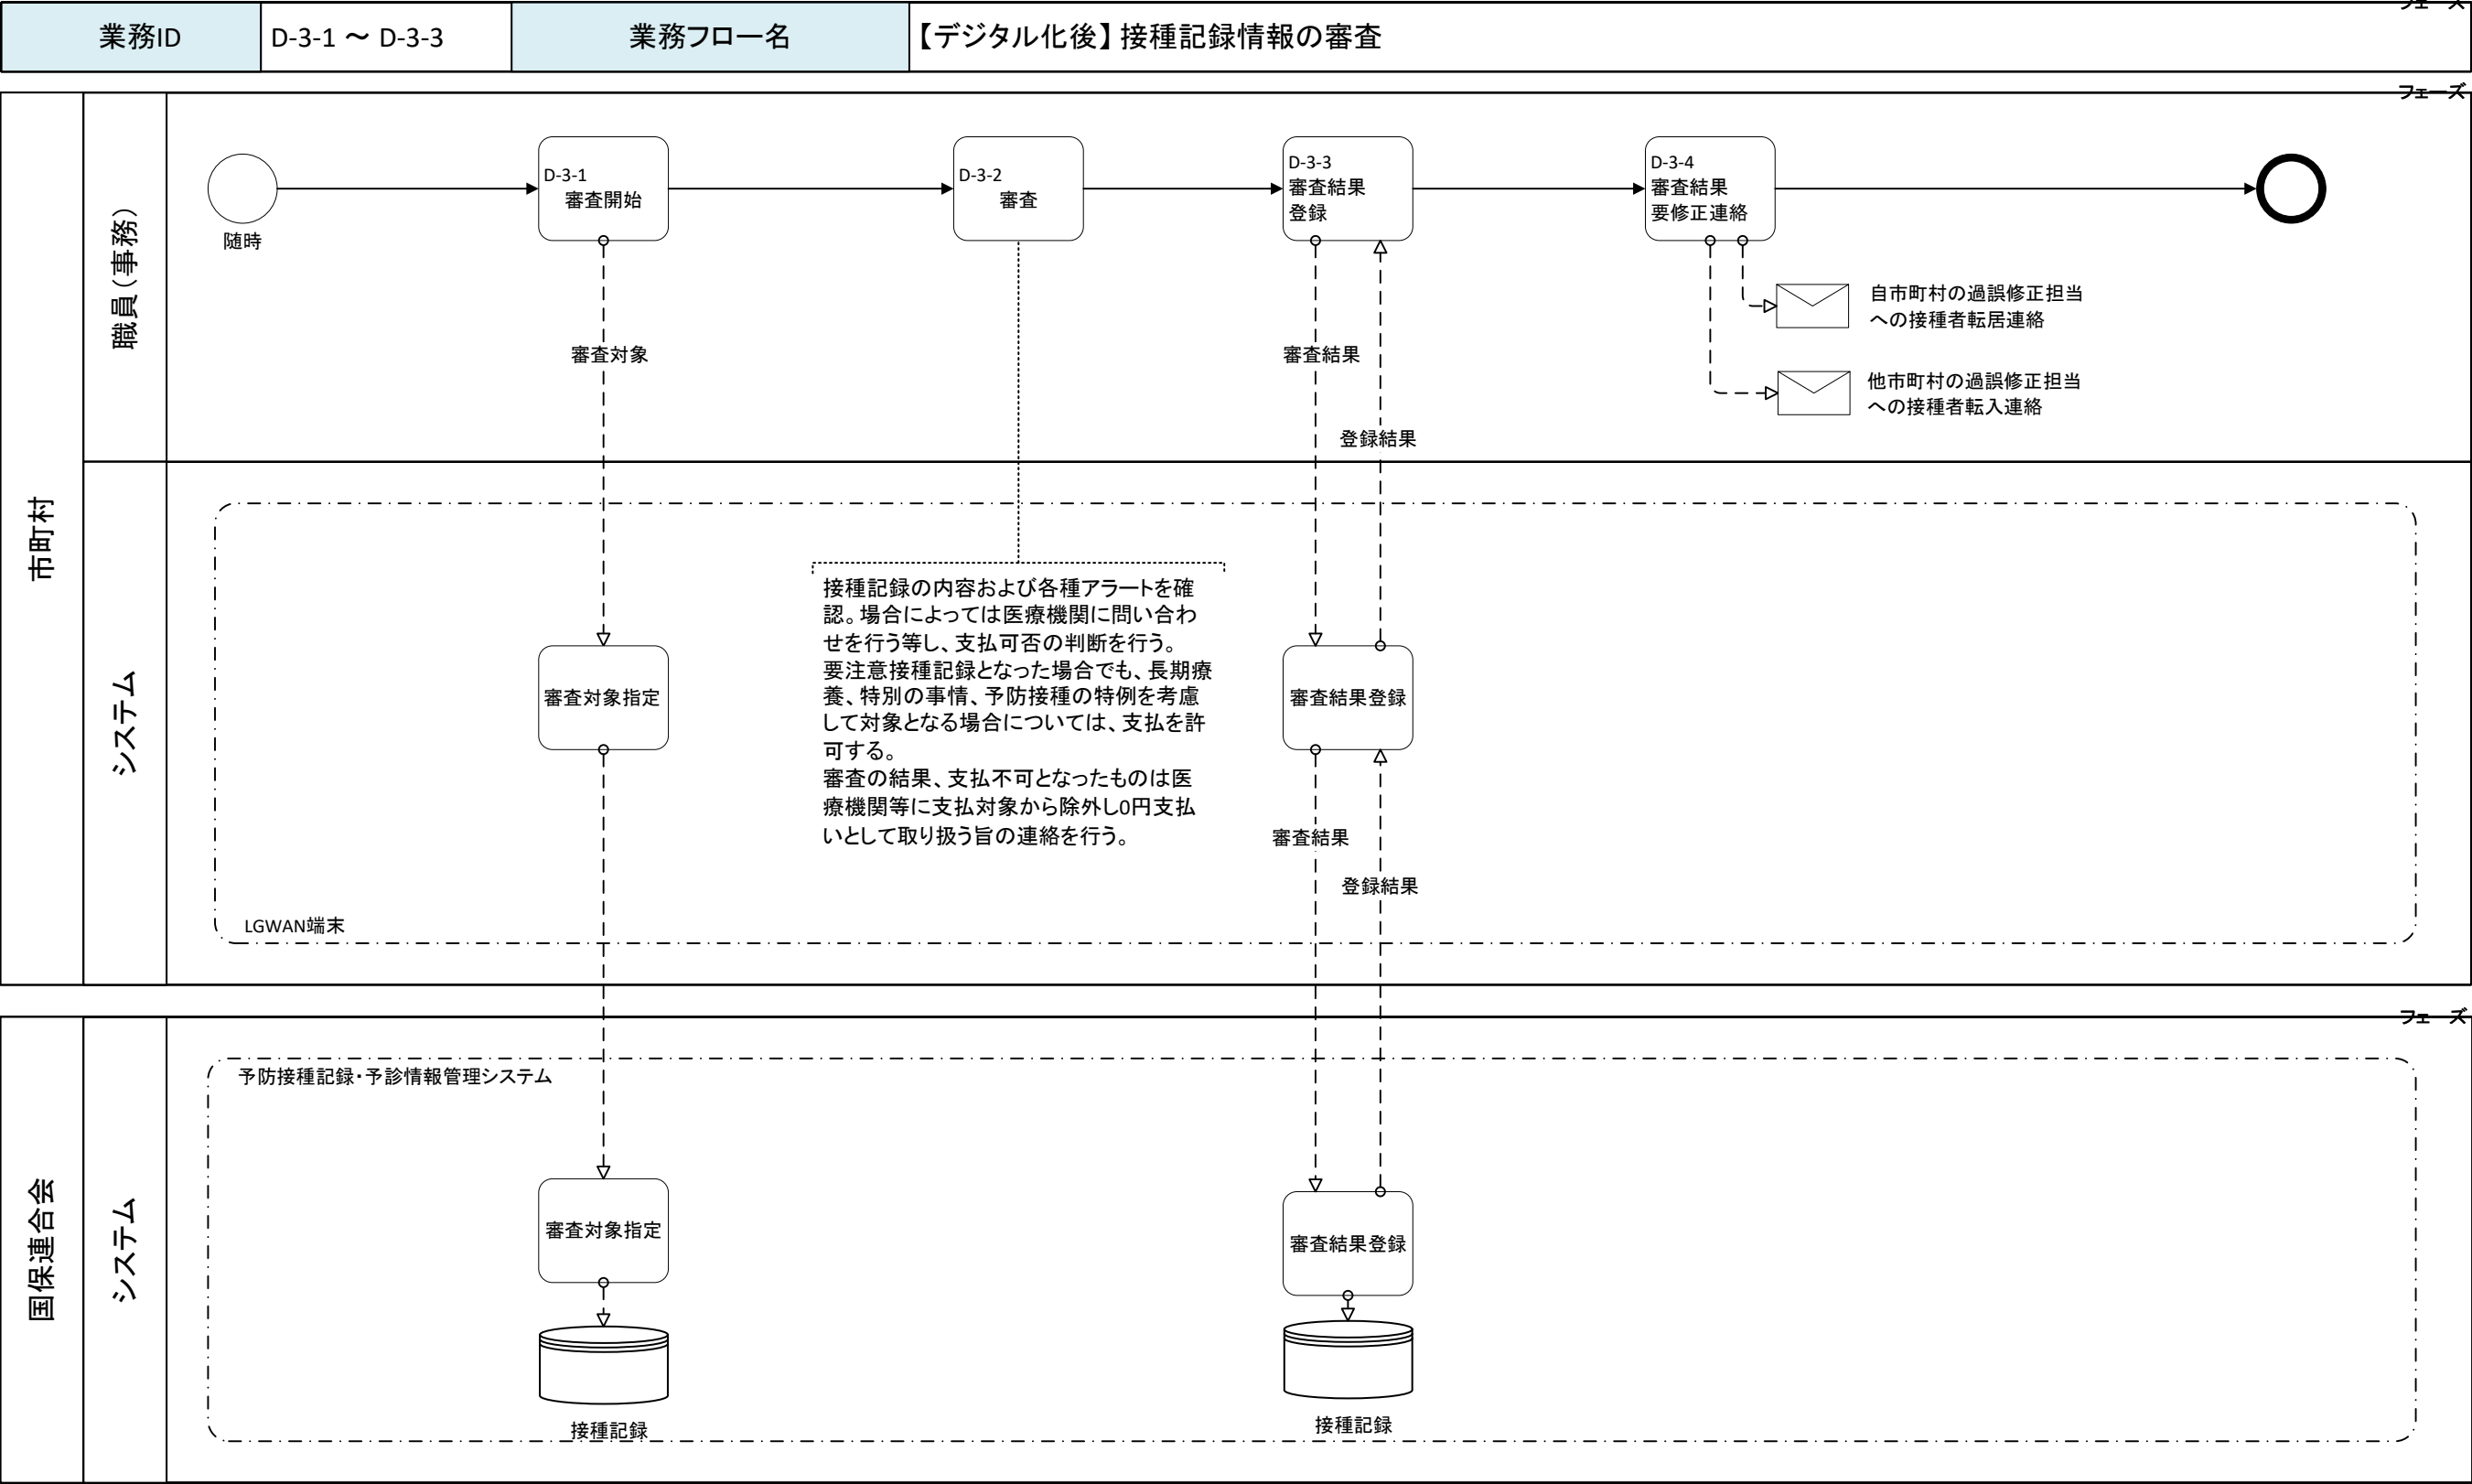 フェーズ
業務ID
D-3-1 ～ D-3-3
業務フロー名
【デジタル化後】接種記録情報の審査
フェーズ
市町村
職員（事務）
随時
D-3-1
審査開始
D-3-2
審査
D-3-3
審査結果
登録
D-3-4
審査結果
要修正連絡
自市町村の過誤修正担当
への接種者転居連絡
他市町村の過誤修正担当
への接種者転入連絡
審査対象
審査結果
登録結果
システム
接種記録の内容および各種アラートを確
認。場合によっては医療機関に問い合わ
せを行う等し、支払可否の判断を行う。
要注意接種記録となった場合でも、長期療
養、特別の事情、予防接種の特例を考慮
して対象となる場合については、支払を許
可する。
審査の結果、支払不可となったものは医
療機関等に支払対象から除外し0円支払
いとして取り扱う旨の連絡を行う。
審査対象指定
審査結果登録
審査結果
登録結果
LGWAN端末
フェーズ
国保連合会
システム
予防接種記録・予診情報管理システム
審査対象指定
審査結果登録
接種記録
接種記録